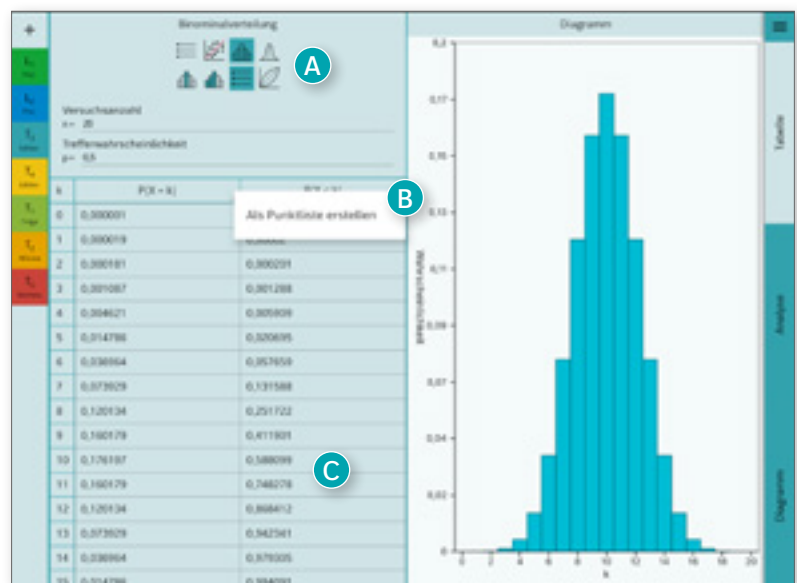 Binominalverteilung
A
Versuchsanzahl
n= 20
Trefferwahrscheinlichkeit
p= 0,5
k P(X = k)
B
Als Punktliste erstellen
0 0,000001
1 0,000019
2 0,000181 0,000201
3 0,001087 0,001288
4 0,004621 0,005909
5 0,014786 0,020695
6 0,036964 0,057659
7 0,073929 0,131588
8 0,120134 0,251722
9 0,160179 0,411901
10 0,176197 0,588099
11 0,160179 0,748278
12 0,120134 0,868412
13 0,073929 0,942341
14 0,036964 0,979305
15 0,014786
C
Diagramm
0,17
0,15
0,13
0,11
0,09
0,07
0,04
0,02
0
Wahrscheinlichkeit
0 2 4 6 8 10 12 14 16 18 20
k
Tabelle
Analyse
Diagramm